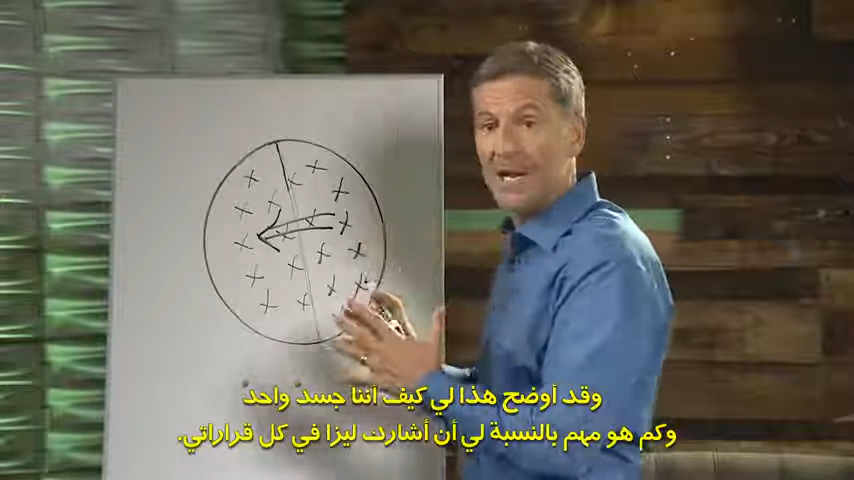 وقد أوضح هذا لي كيف أننا جسدٌ واحدٌ
وكم هو مهم بالنسبة لي أن أشارك ليزا في كل قراراتي.